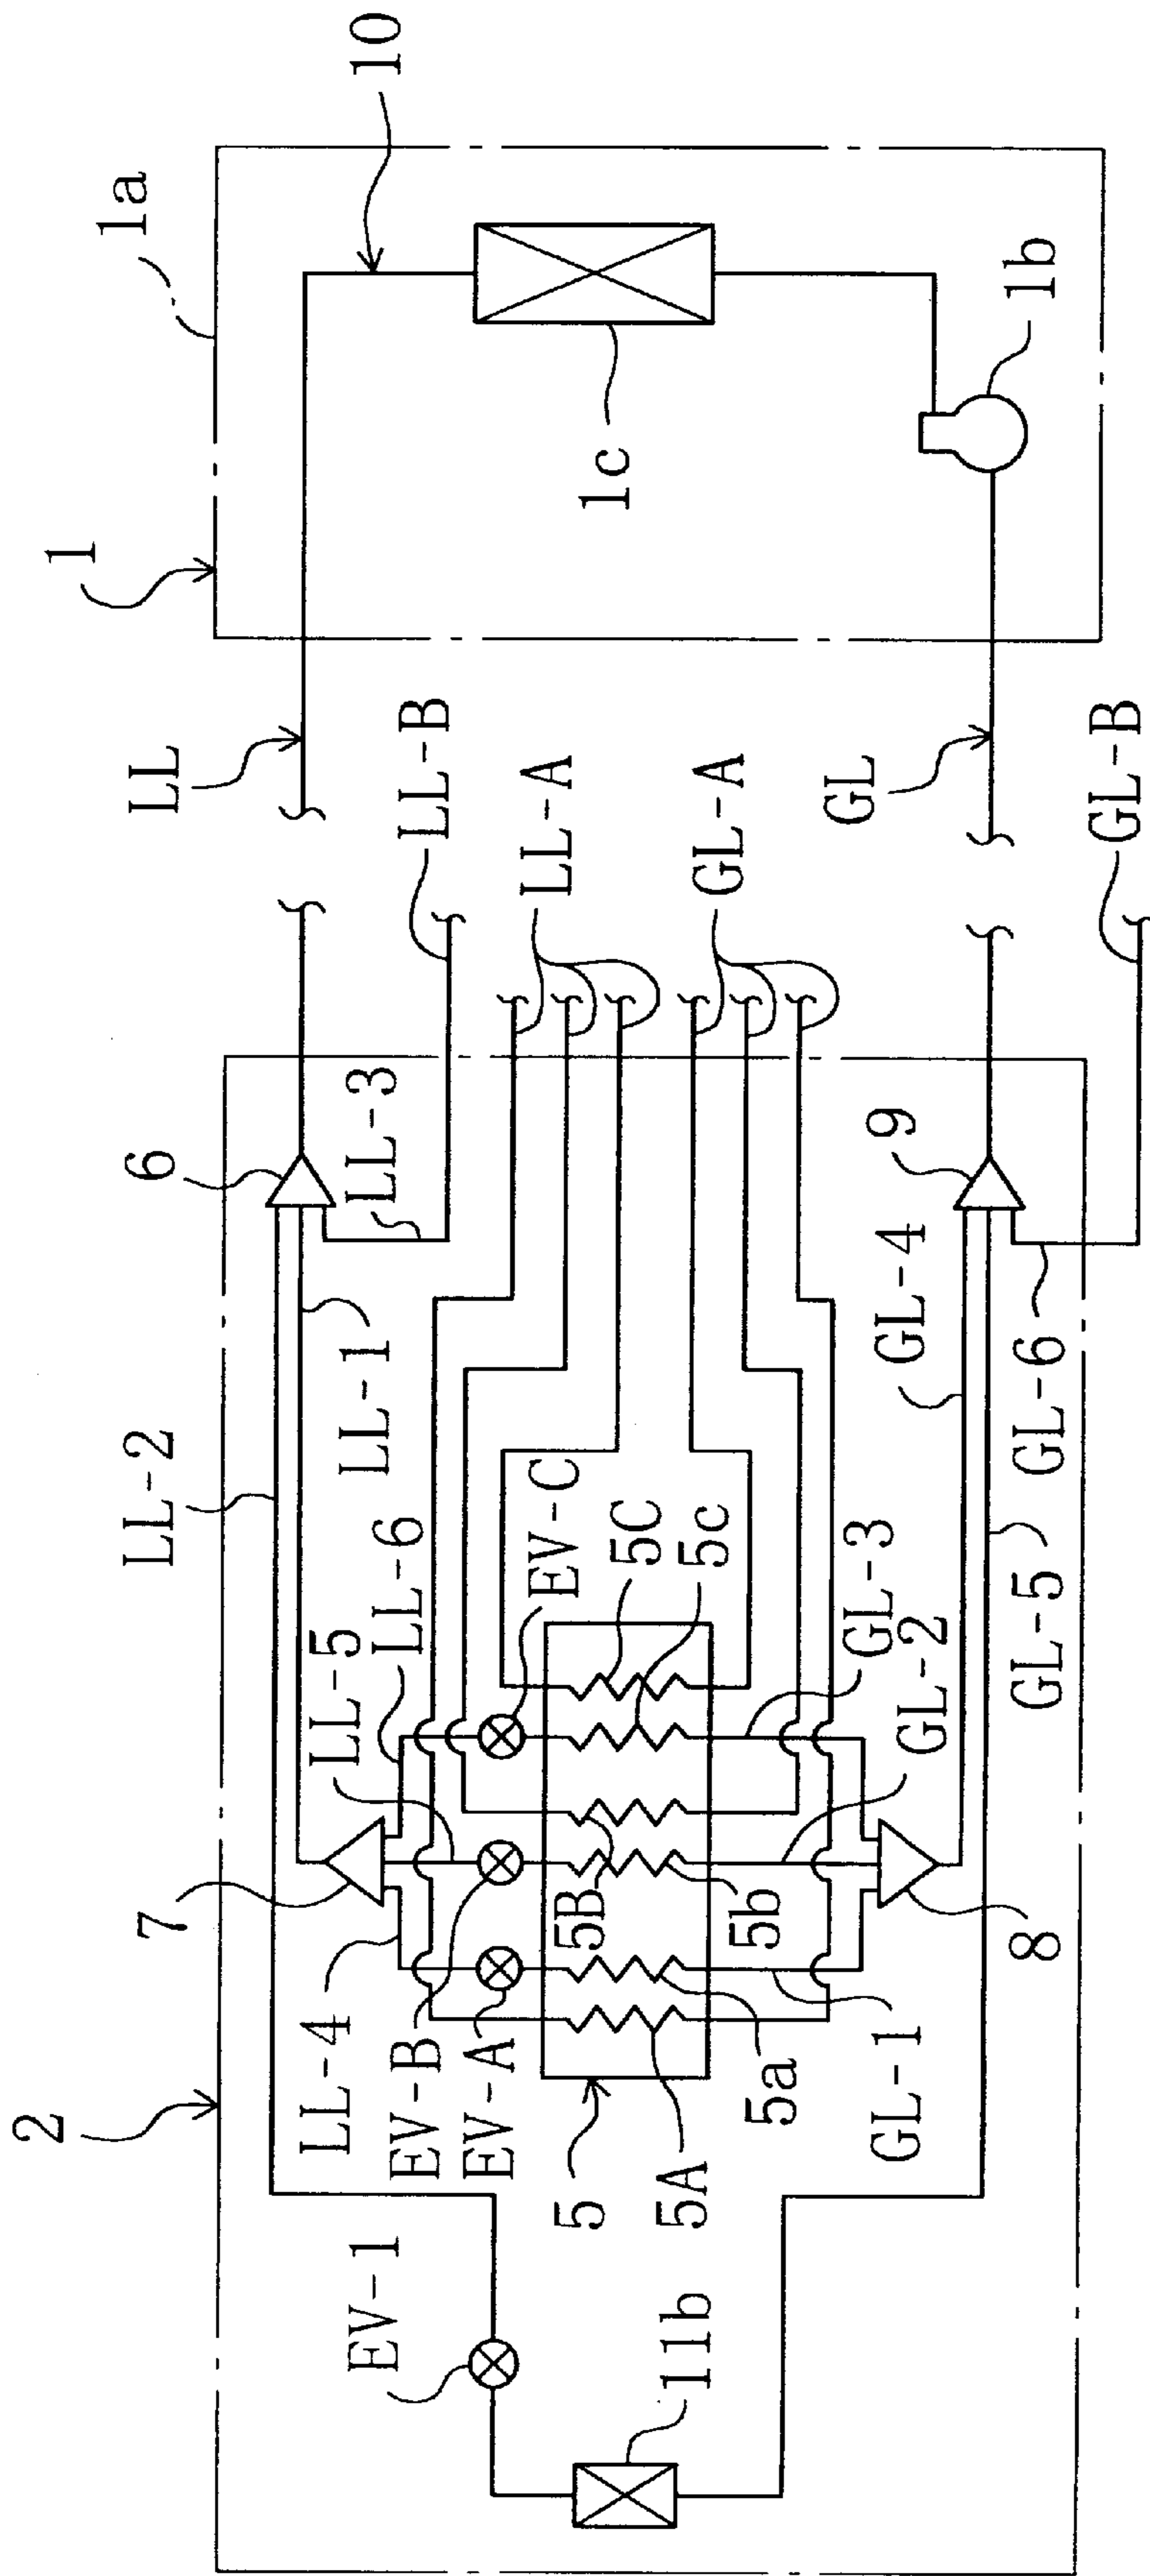 10
1a
1b
1c
1
LL
LL-B
LL-A
GL-A
GL
GL-B
6
LL-3
9
GL-4
GL-6
LL-2
LL-1
LL-6
LL-5
EV-C
5C
5c
GL-3
GL-2
GL-5
7
5B
5b
8
LL-4
EV-B
EV-A
5a
GL-1
2
5
5A
EV-1
11b